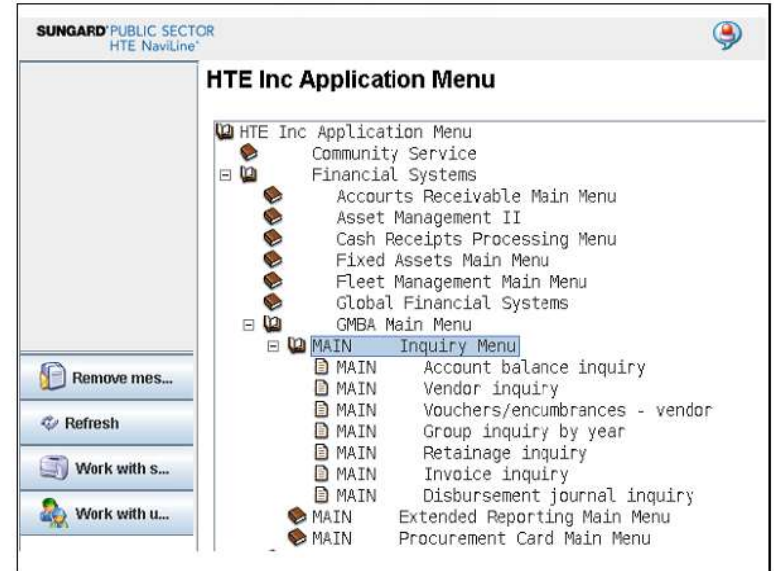 SUNGARD' PUBLIC SECTOR
HTE NaviLine'
HTE Inc Application Menu
HTE Inc Application Menu
Community Service
Financial Systems
Accounts Receivable Main Menu
Asset Management II
Cash Receipts Processing Menu
Fixed Assets Main Menu
Fleet Management Main Menu
Global Financial Systems
GMBA Main Menu
MAIN Inquiry Menu
MAIN Account balance inquiry
MAIN Vendor inquiry
MAIN Vouchers/encumbrances - vendor
MAIN Group inquiry by year
MAIN Retainage inquiry
MAIN Invoice inquiry
MAIN Disbursement journal inquiry
MAIN Extended Reporting Main Menu
MAIN Procurement Card Main Menu
Remove mes...
Refresh
Work with s...
Work with u...